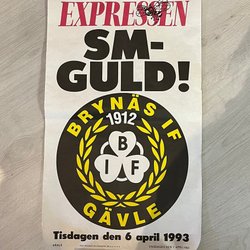 EXPRESSEN
SM-
GULD!
BRYNÄS IF
1912
B
I F
GÄVLE
Tisdagen den 6 april 1993